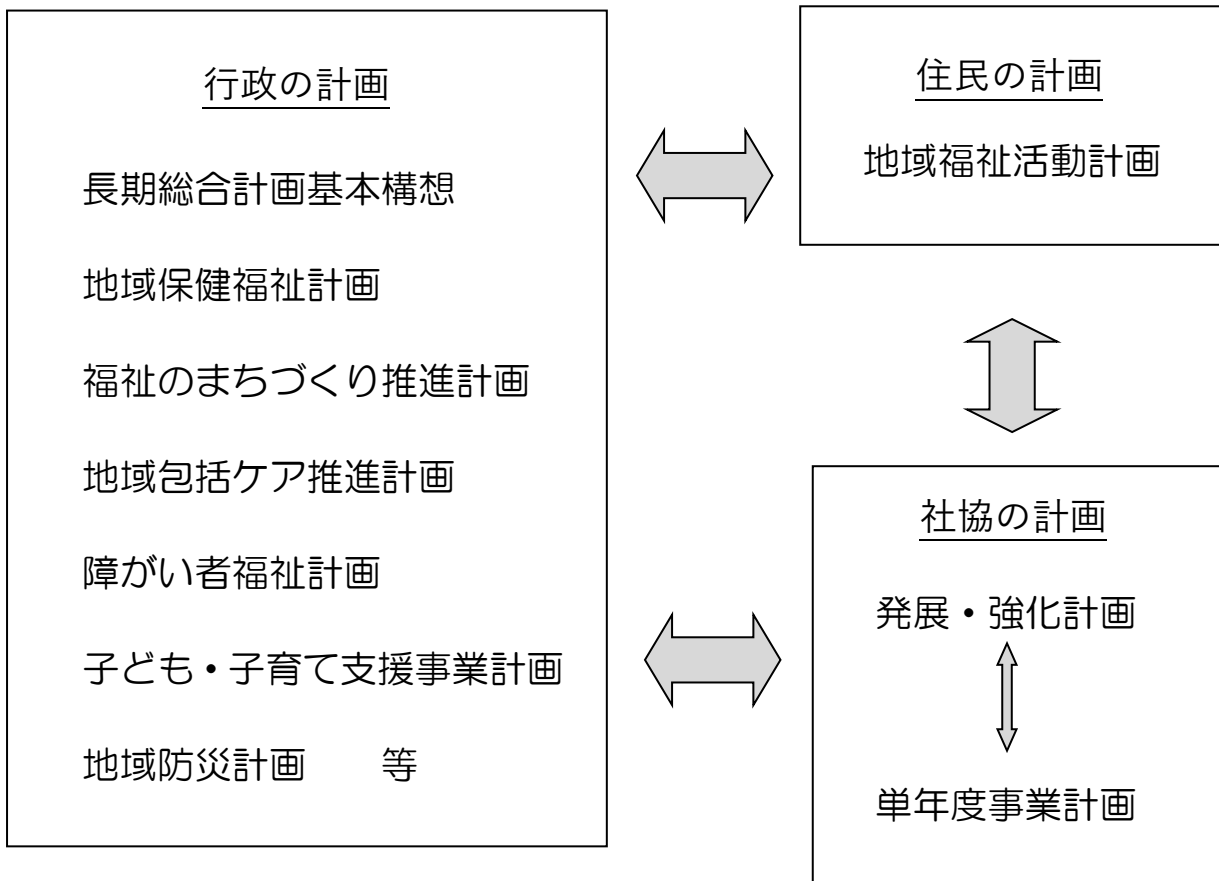 行政の計画
長期総合計画基本構想
地域保健福祉計画
福祉のまちづくり推進計画
地域包括ケア推進計画
障がい者福祉計画
子ども・子育て支援事業計画
地域防災計画　　等
住民の計画
地域福祉活動計画
社協の計画
発展・強化計画
単年度事業計画